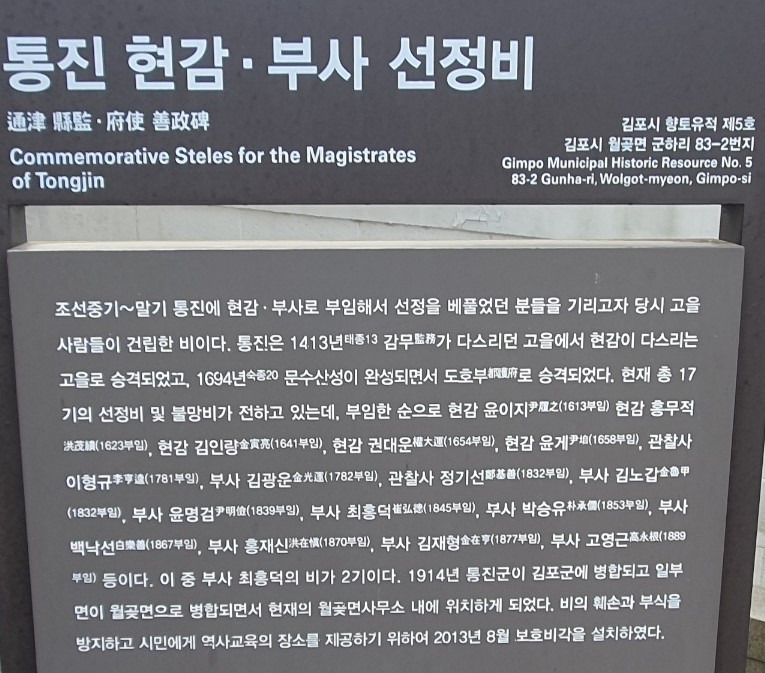 통진 현감 · 부사 선정비
通津 縣監 · 府使 善政碑
Commemorative Steles for the Magistrates
of Tongjin
김포시 향토유적 제5호
김포시 월곶면 군하리 83-2번지
Gimpo Municipal Historic Resource No. 5
83-2 Gunha-ri, Wolgot-myeon, Gimpo-si
조선중기~말기 통진에 현감 · 부사로 부임해서 선정을 베풀었던 분들을 기리고자 당시 고을
사람들이 건립한 비이다. 통진은 1413년태종13 감무監務가 다스리던 고을에서 현감이 다스리는
고을로 승격되었고, 1694년숙종20 문수산성이 완성되면서 도호부都護府로 승격되었다. 현재 총 17
기의 선정비 및 불망비가 전하고 있는데, 부임한 순으로 현감 윤이지尹履之(1613부임) 현감 홍무적
洪茂績(1623부임), 현감 김인량金寅亮(1641부임), 현감 권대운權大運(1654부임), 현감 윤게尹堦(1658부임), 관찰사
이형규李亨逵(1781부임), 부사 김광운金光運(1782부임), 관찰사 정기선鄭基善(1832부임), 부사 김노갑金魯甲
(1832부임), 부사 윤명검尹明儉(1839부임), 부사 최홍덕崔弘德(1845부임), 부사 박승유朴承儒(1853부임), 부사
백낙선白樂善(1867부임), 부사 홍재신洪在愼(1870부임), 부사 김재형金在亨(1877부임), 부사 고영근高永根(1889
부임) 등이다. 이 중 부사 최홍덕의 비가 2기이다. 1914년 통진군이 김포군에 병합되고 일부
면이 월곶면으로 병합되면서 현재의 월곶면사무소 내에 위치하게 되었다. 비의 훼손과 부식을
방지하고 시민에게 역사교육의 장소를 제공하기 위하여 2013년 8월 보호비각을 설치하였다.